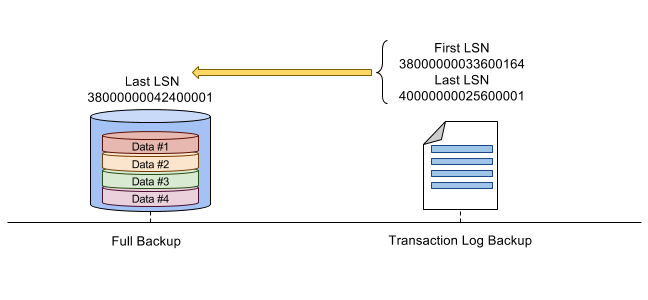 First LSN
38000000033600164
Last LSN
40000000025600001
Last LSN
38000000042400001
Data #1
Data #2
Data #3
Data #4
Full Backup
Transaction Log Backup